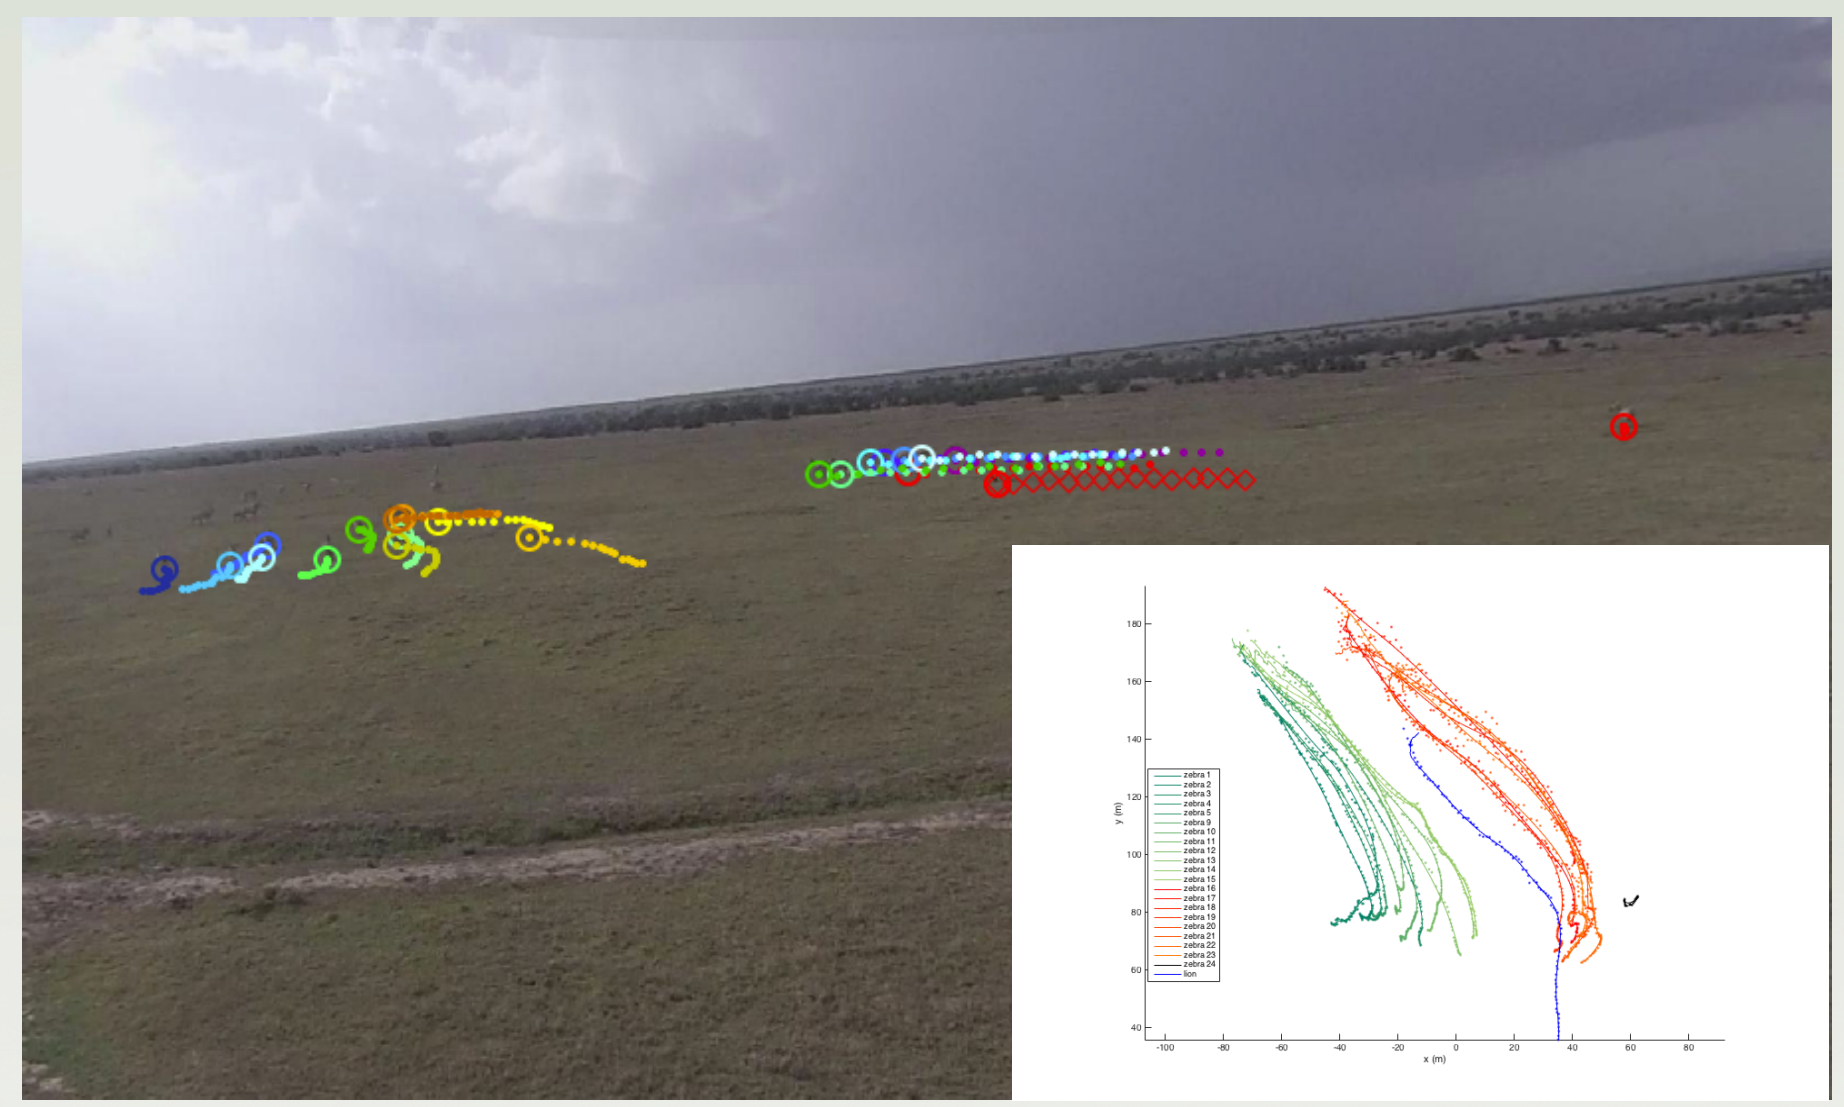 180
160
140
120
100
80
60
40
y (m)
zebra 1
zebra 2
zebra 3
zebra 4
zebra 5
zebra 9
zebra 10
zebra 11
zebra 12
zebra 13
zebra 14
zebra 15
zebra 16
zebra 17
zebra 18
zebra 19
zebra 20
zebra 21
zebra 22
zebra 23
zebra 24
lion
-100 -80 -60 -40 -20 0 20 40 60 80
x (m)